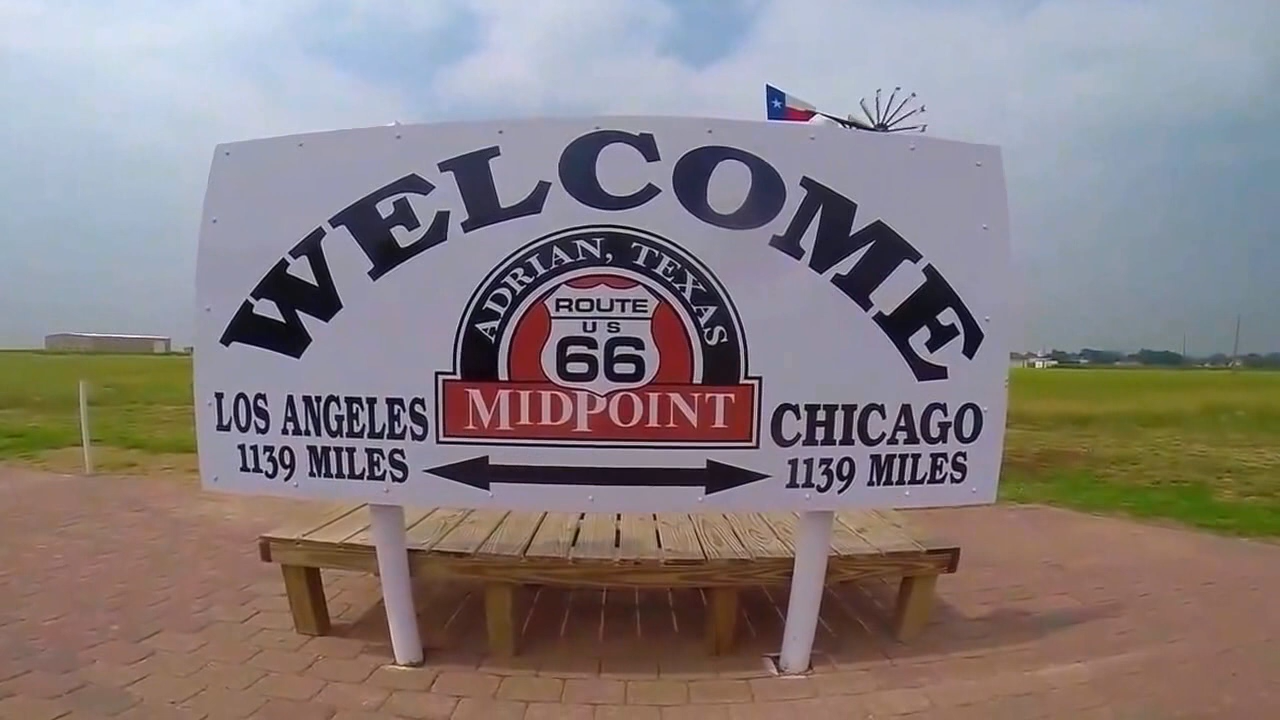 WELCOME
ADRIAN, TEXAS
ROUTE
US
66
MIDPOINT
LOS ANGELES
1139 MILES
CHICAGO
1139 MILES